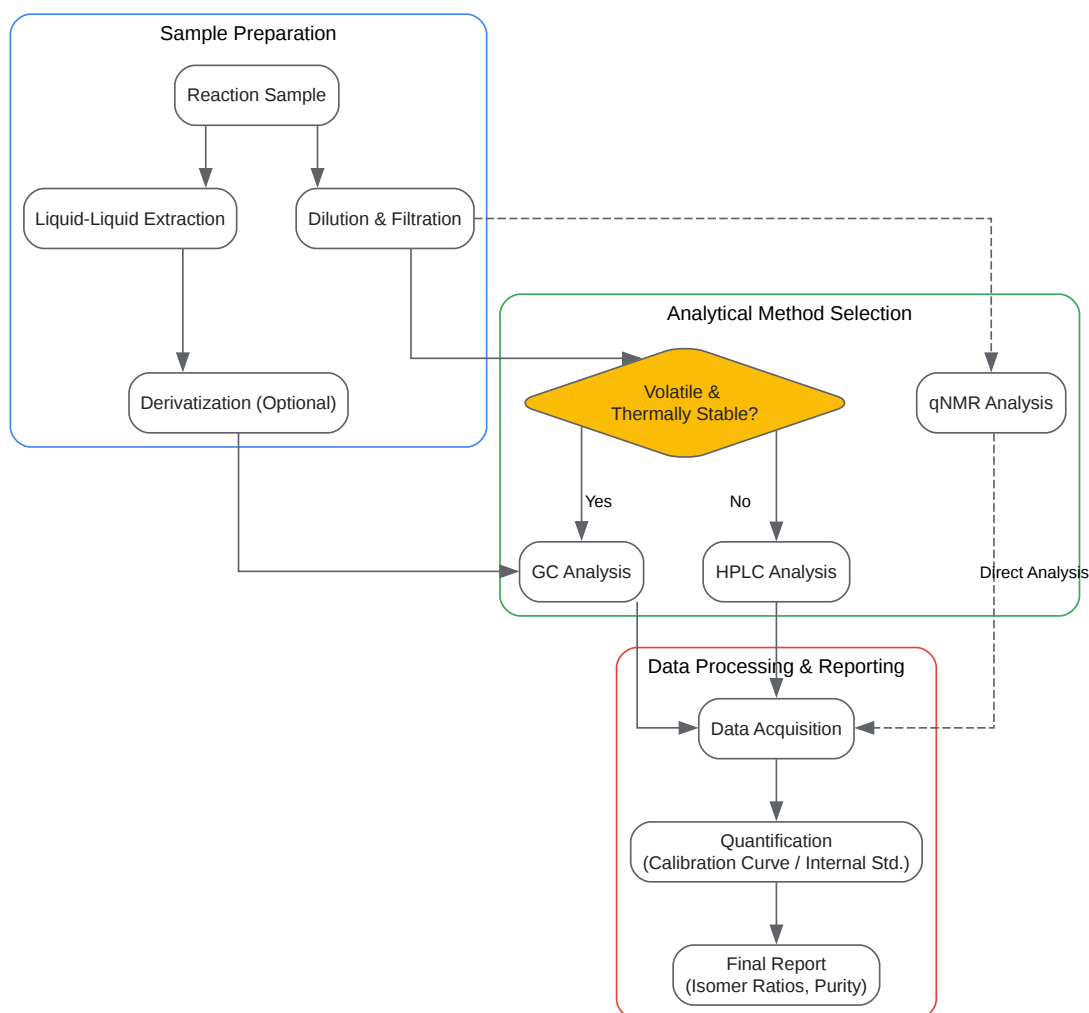 Sample Preparation
Reaction Sample
Liquid-Liquid Extraction
Dilution & Filtration
Analytical Method Selection
Volatile &
Thermally Stable?
Derivatization (Optional)
qNMR Analysis
Yes
No
GC Analysis
HPLC Analysis
Direct Analysis
Data Processing & Reporting
Data Acquisition
Quantification
(Calibration Curve / Internal Std.)
Final Report
(Isomer Ratios, Purity)